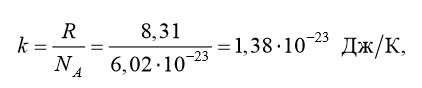 k = R / N_A = 8,31 / 6,02·10^−23 = 1,38·10^−23 Дж/К,